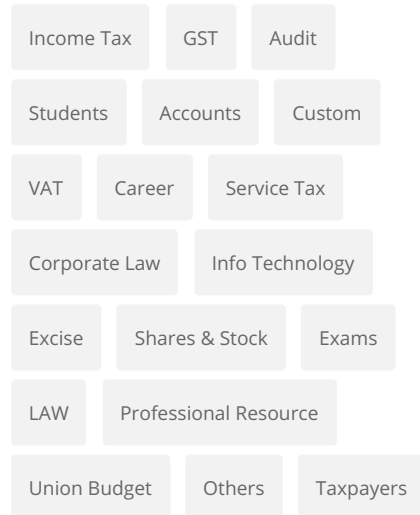 Income Tax GST Audit
Students Accounts Custom
VAT Career Service Tax
Corporate Law Info Technology
Excise Shares & Stock Exams
LAW Professional Resource
Union Budget Others Taxpayers